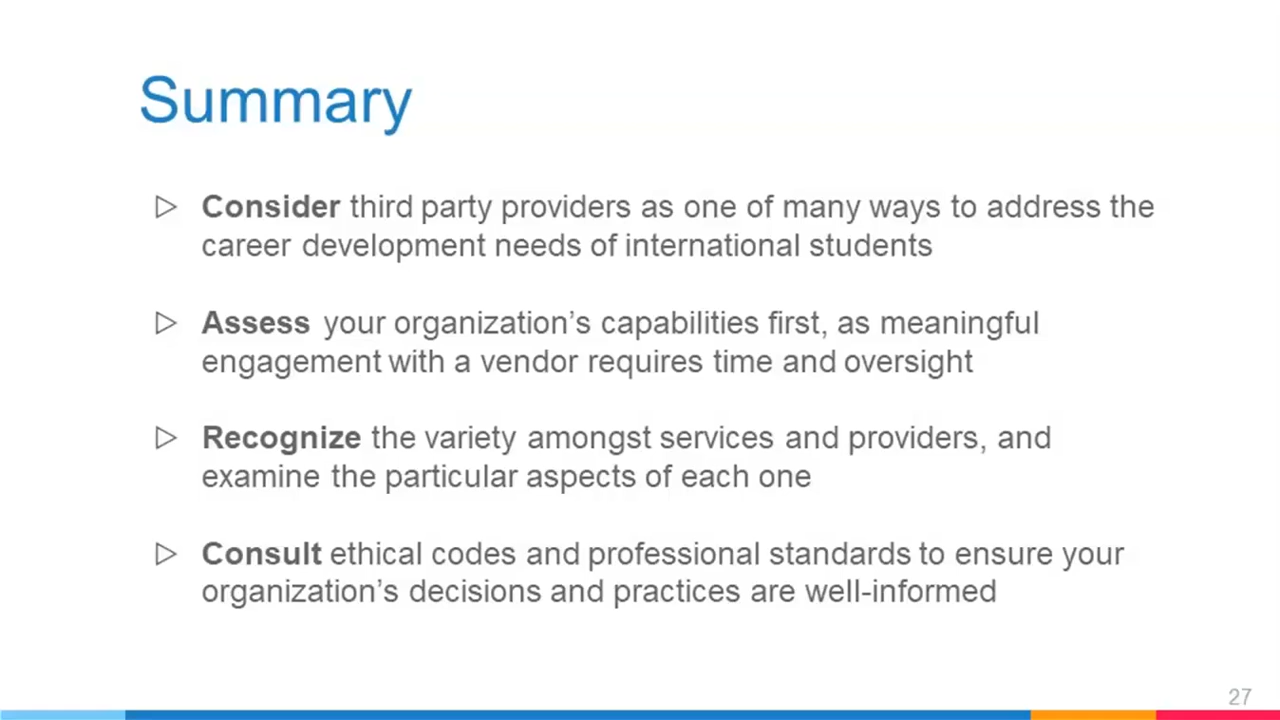 Summary
Consider third party providers as one of many ways to address the
career development needs of international students
Assess your organization's capabilities first, as meaningful
engagement with a vendor requires time and oversight
Recognize the variety amongst services and providers, and
examine the particular aspects of each one
Consult ethical codes and professional standards to ensure your
organization's decisions and practices are well-informed
27